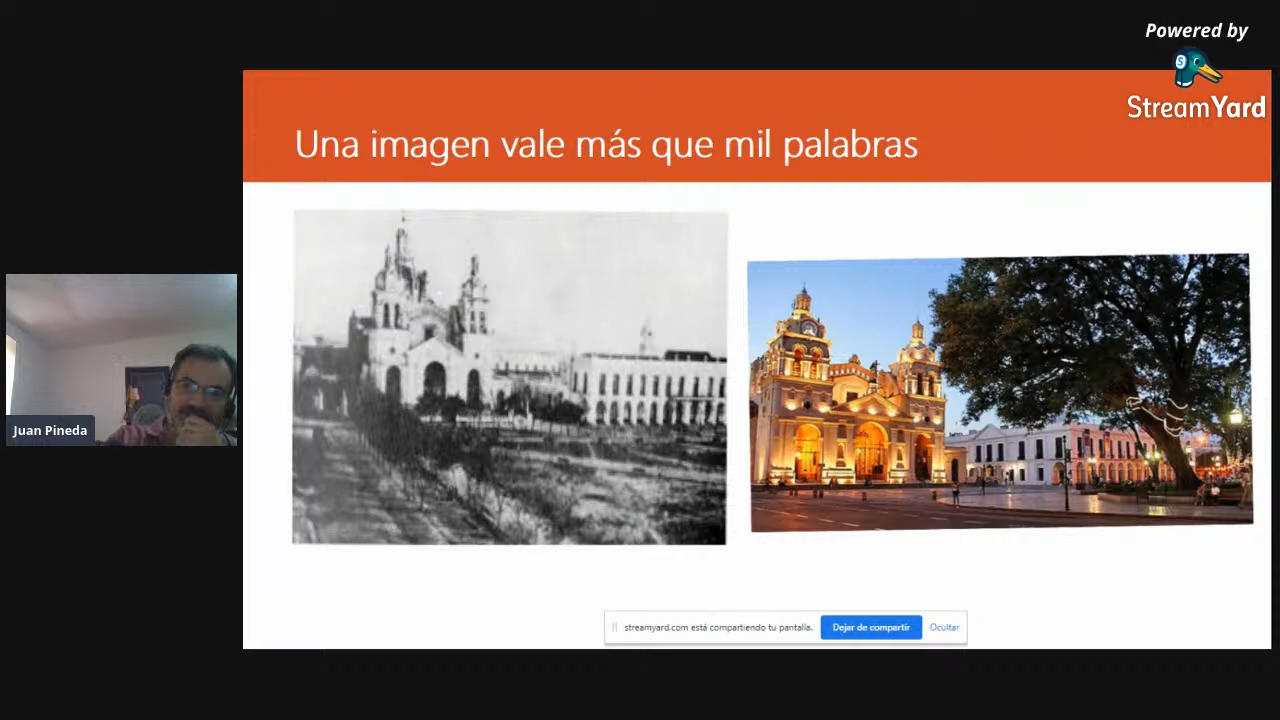 Powered by
StreamYard
Una imagen vale más que mil palabras
Juan Pineda
streamyard.com está compartiendo tu pantalla.
Dejar de compartir
Ocultar